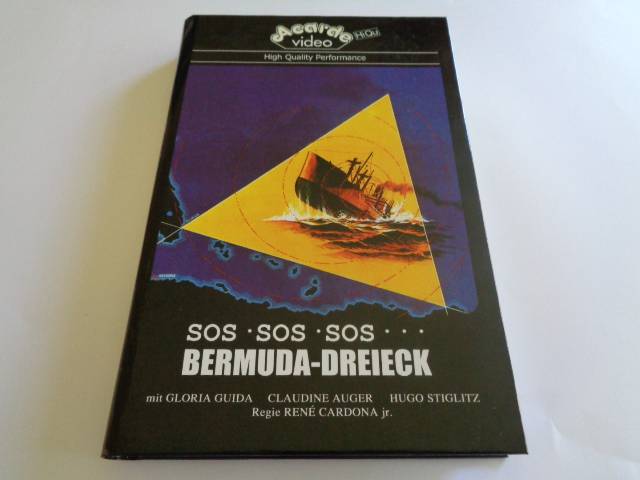 Acardo
video
HiQu
High Quality Performance
SOS · SOS · SOS · · ·
BERMUDA-DREIECK
mit GLORIA GUIDA CLAUDINE AUGER HUGO STIGLITZ
Regie RENÉ CARDONA jr.